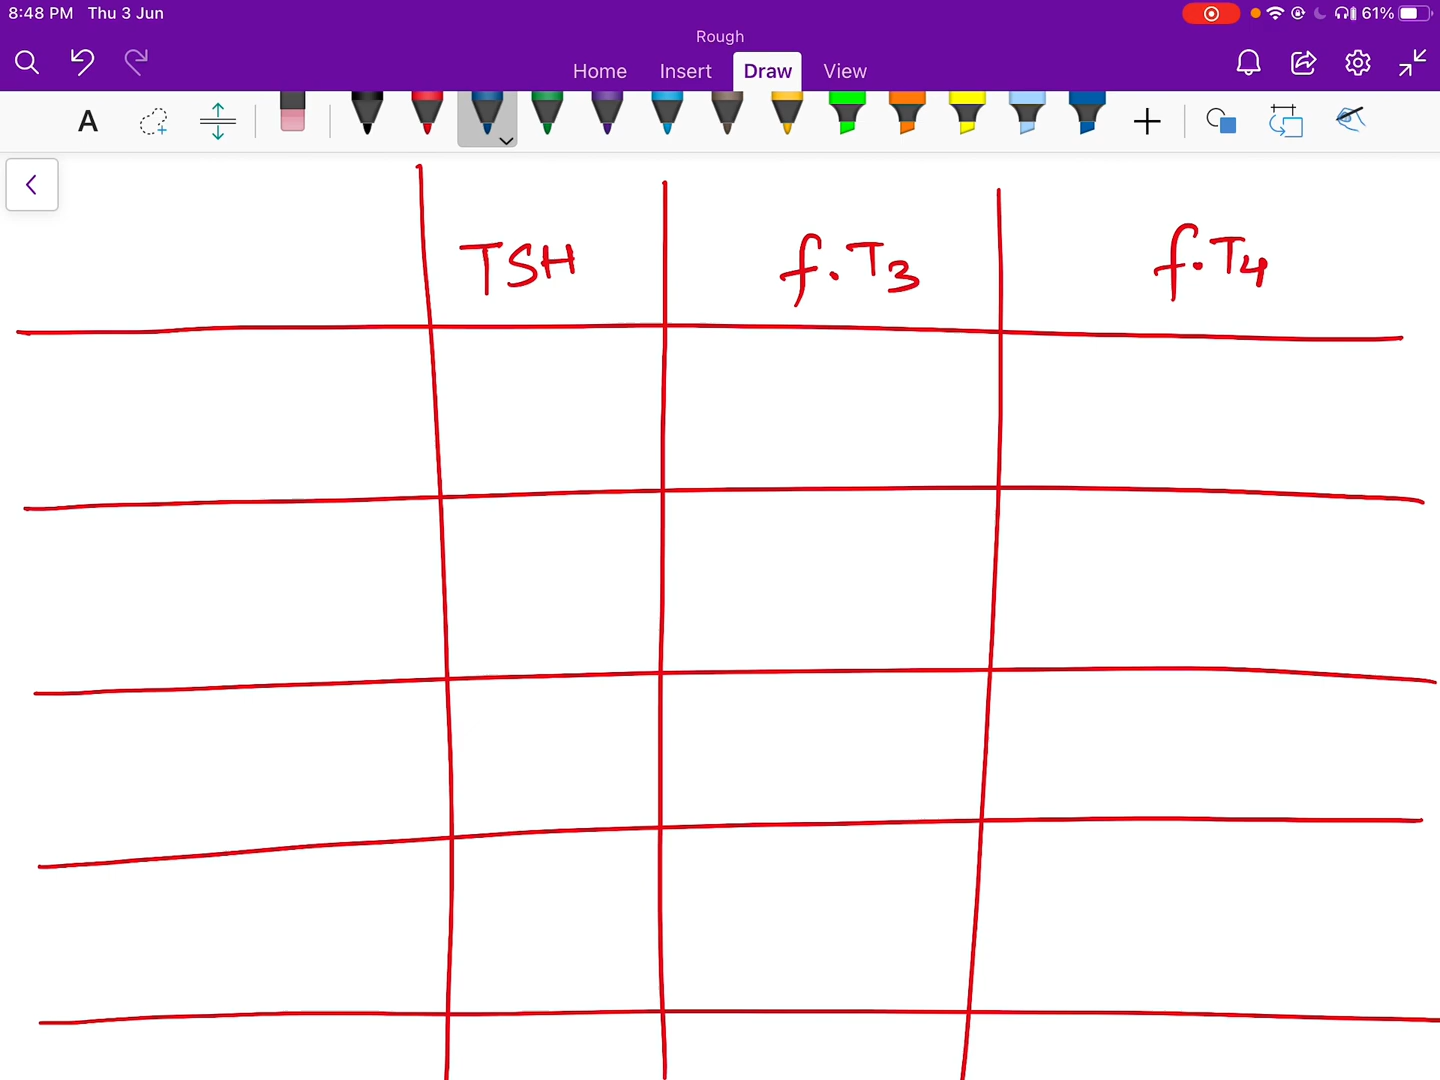 8:48 PM Thu 3 Jun
61%
Rough
Home Insert Draw View
A
TSH f.T3 f.T4